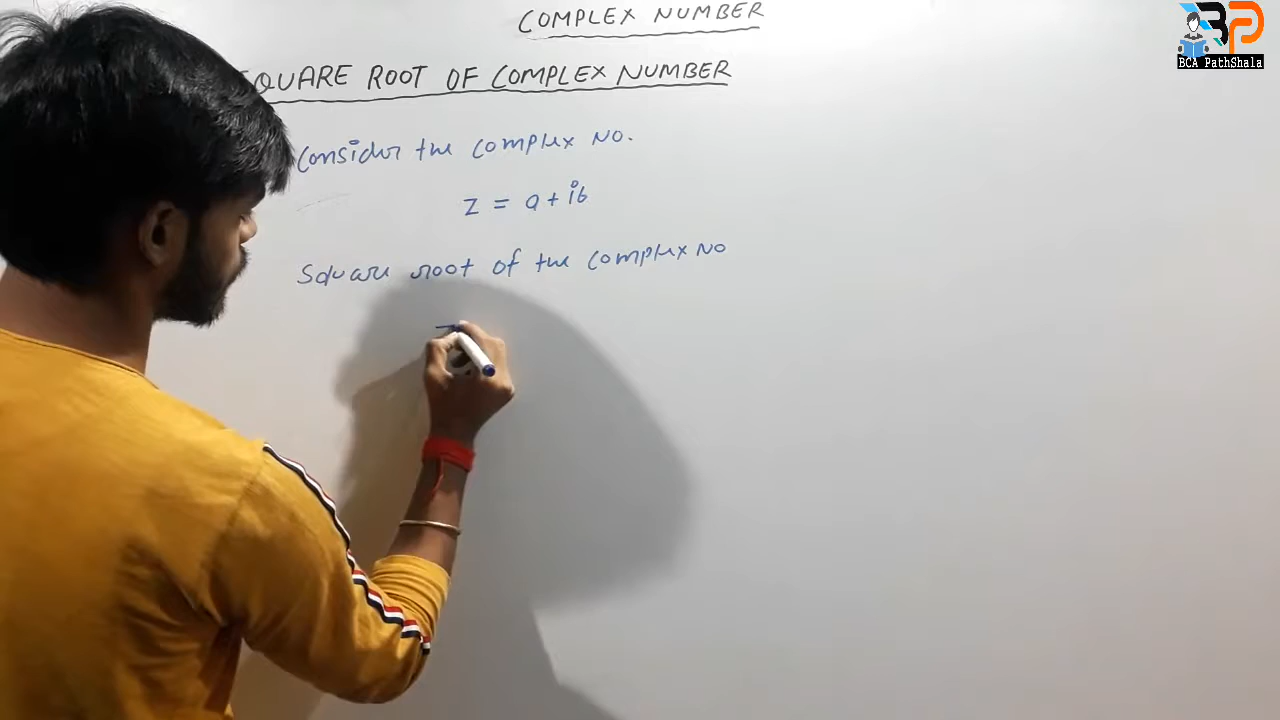 COMPLEX NUMBER
SQUARE ROOT OF COMPLEX NUMBER
Consider the complex No.
z = a + ib
Square root of the complex No
BCA PathShala